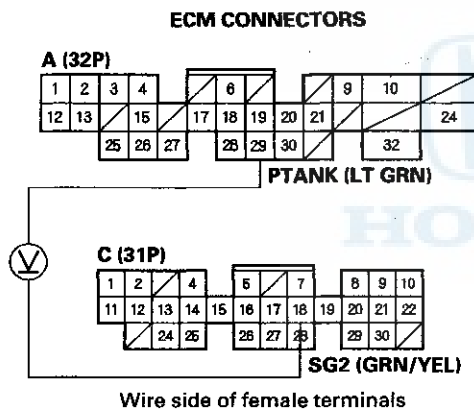 ECM CONNECTORS
A (32P)
1 2 3 4 6 9 10
12 13 15 17 18 19 20 21 24
25 26 27 28 29 30 32
PTANK (LT GRN)
V
C (31P)
1 2 4 5 7 8 9 10
11 12 13 14 15 16 17 18 19 20 21 22
24 25 26 27 28 29 30
SG2 (GRN/YEL)
Wire side of female terminals
HO